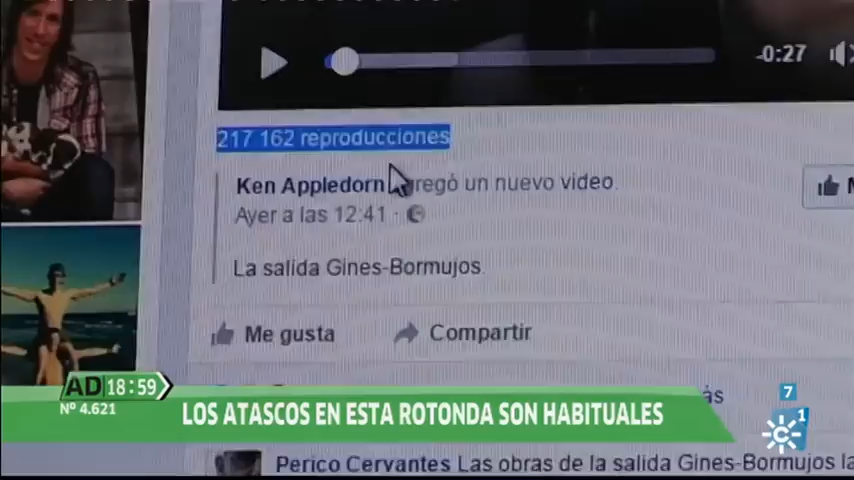 -0:27
217 162 reproducciones
Ken Appledorn agregó un nuevo video.
Ayer a las 12:41 ·
La salida Gines-Bormujos.
Me gusta
Compartir
ás
AD 18:59
Nº 4.621
LOS ATASCOS EN ESTA ROTONDA SON HABITUALES
7
1
Perico Cervantes Las obras de la salida Gines-Bormujos la